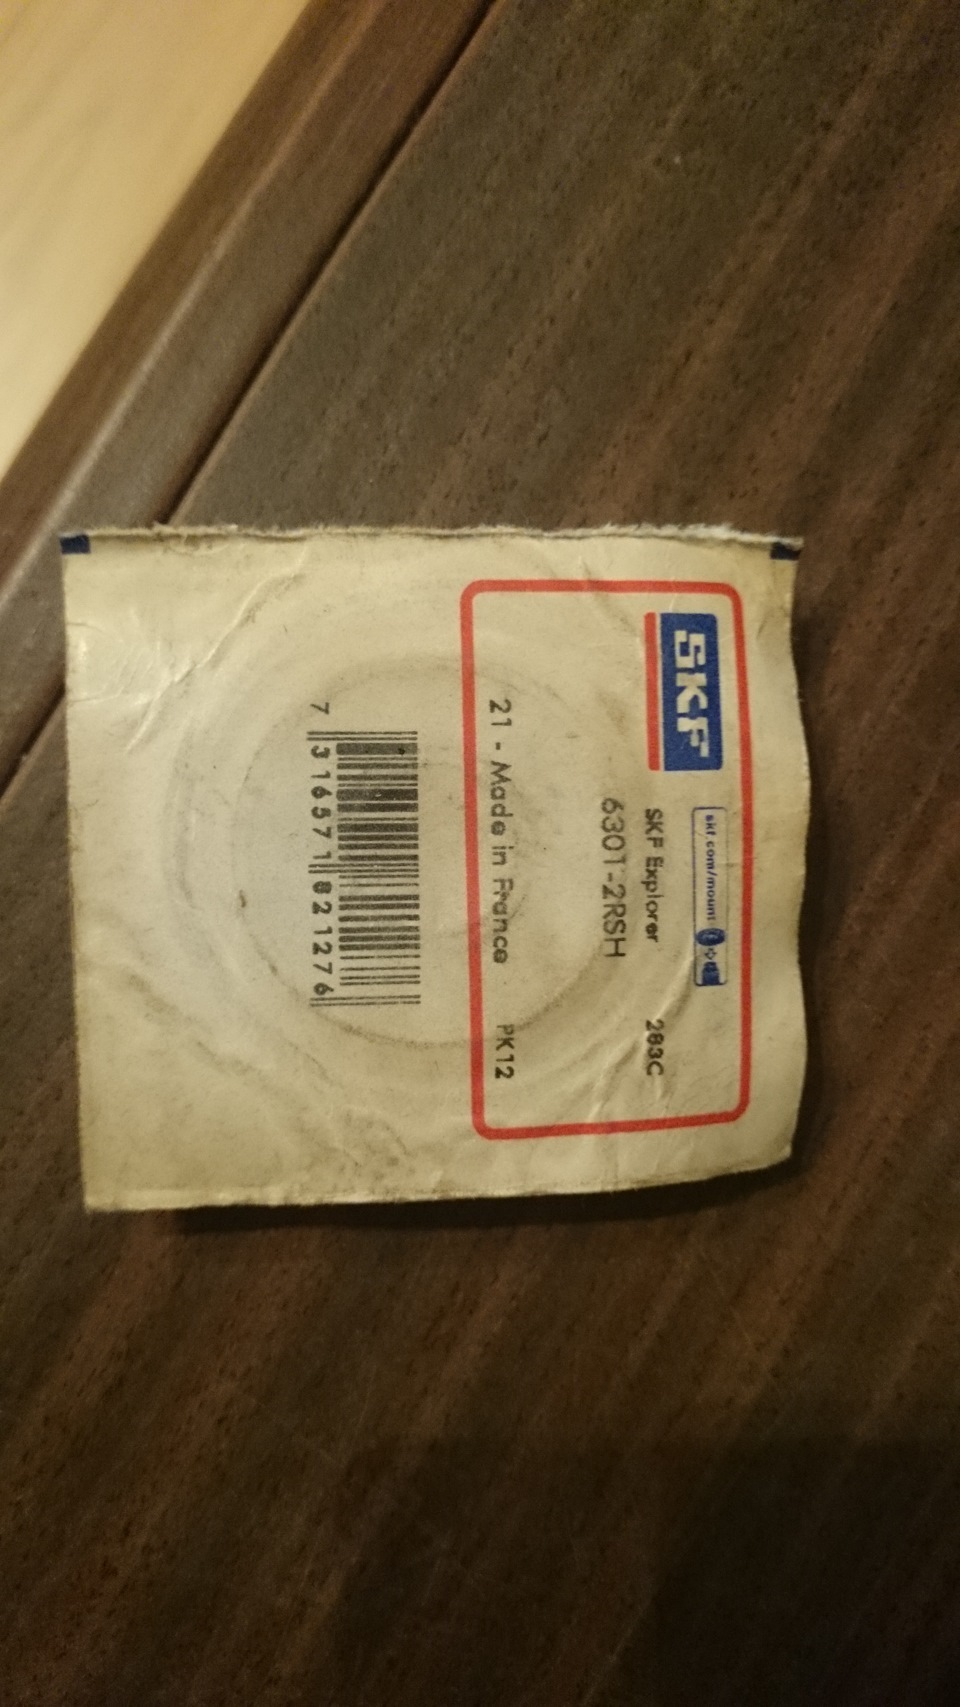 SKF
skf.com/mount
SKF Explorer 283C
6301-2RSH
21 - Made in France PK12
7 316571 821276